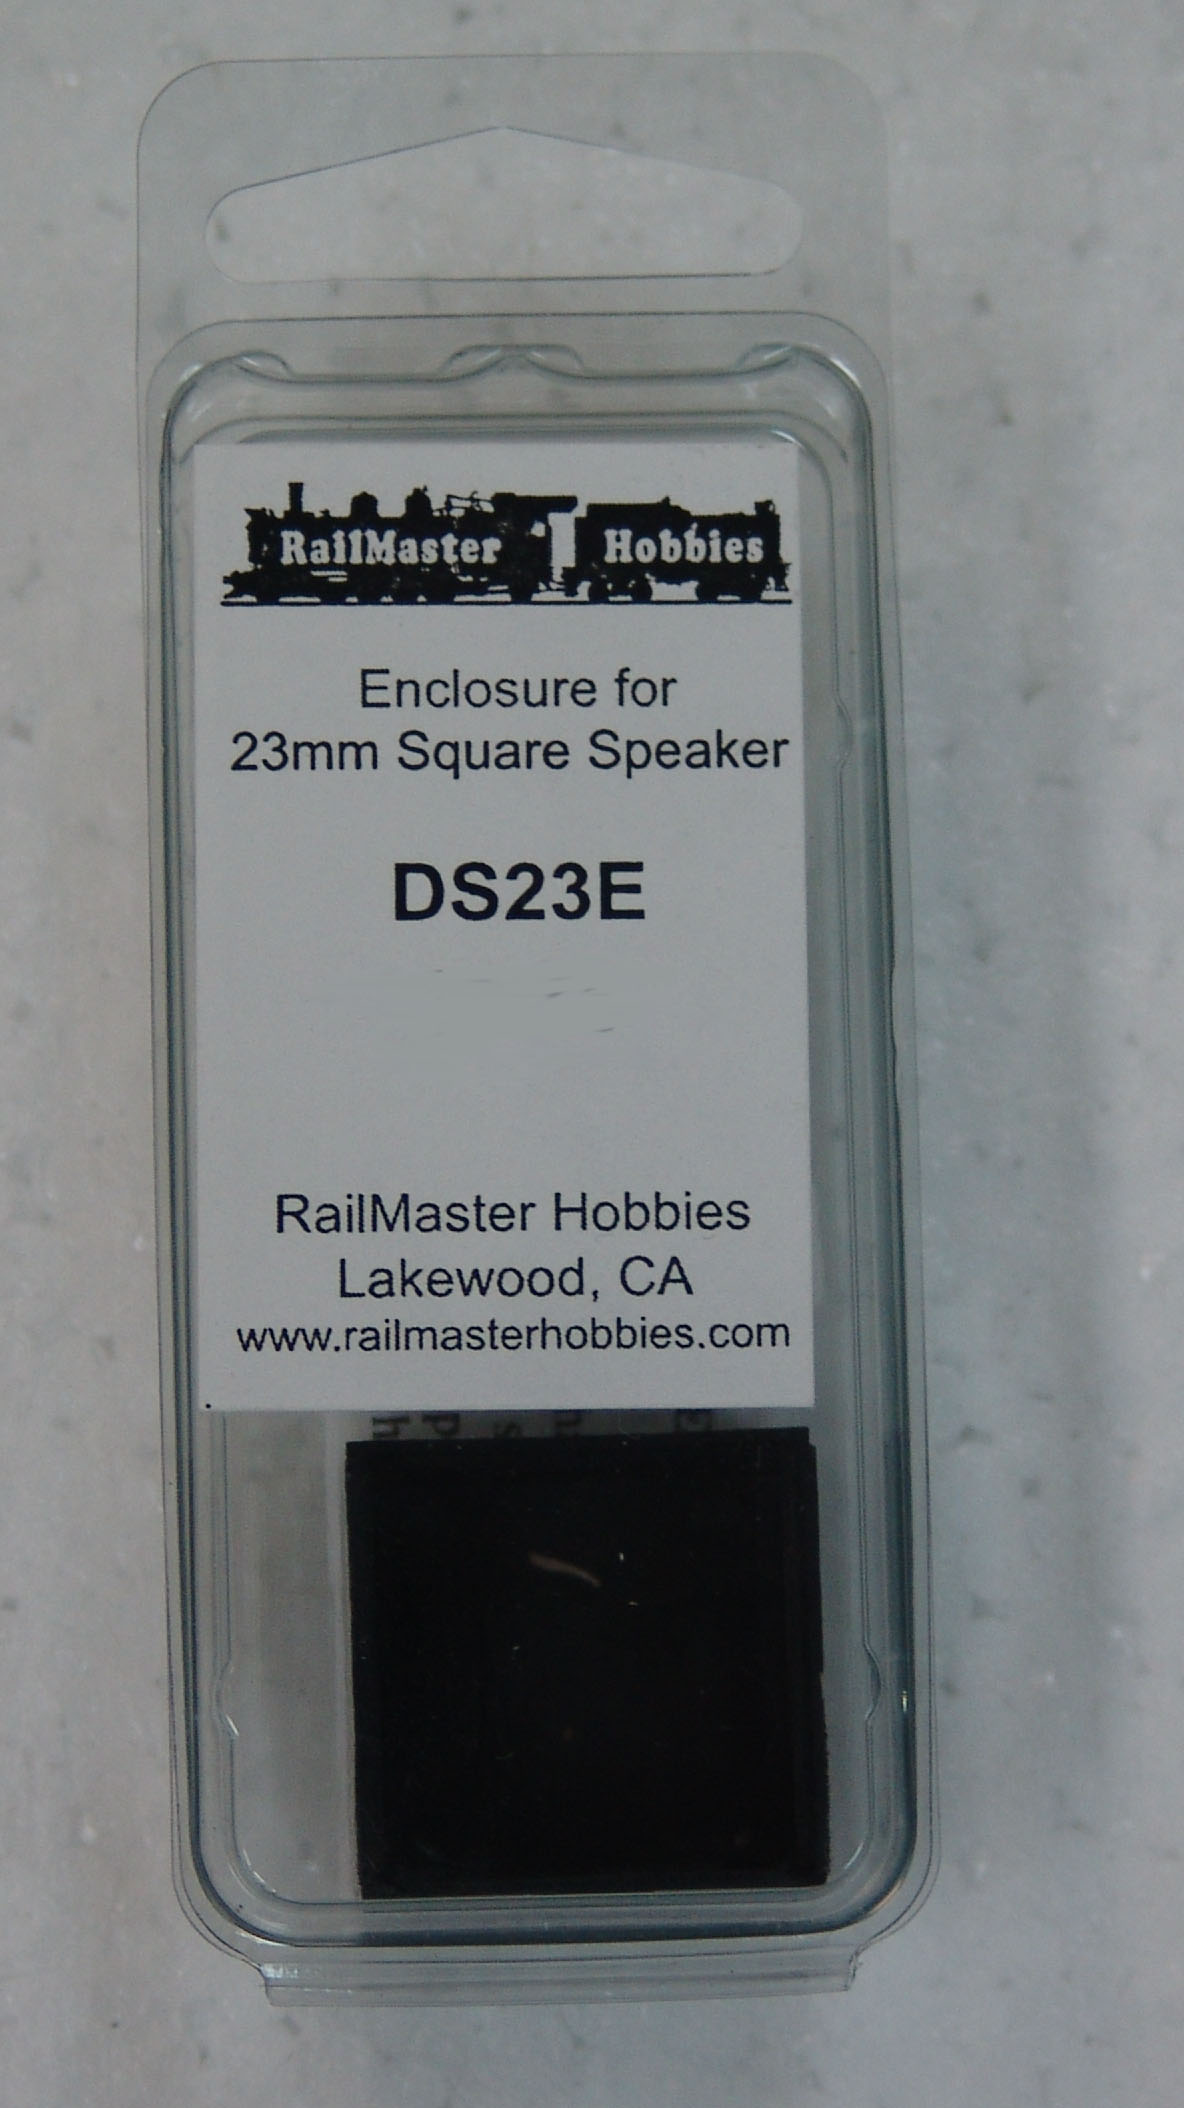 RailMaster Hobbies
Enclosure for
23mm Square Speaker
DS23E
RailMaster Hobbies
Lakewood, CA
www.railmasterhobbies.com